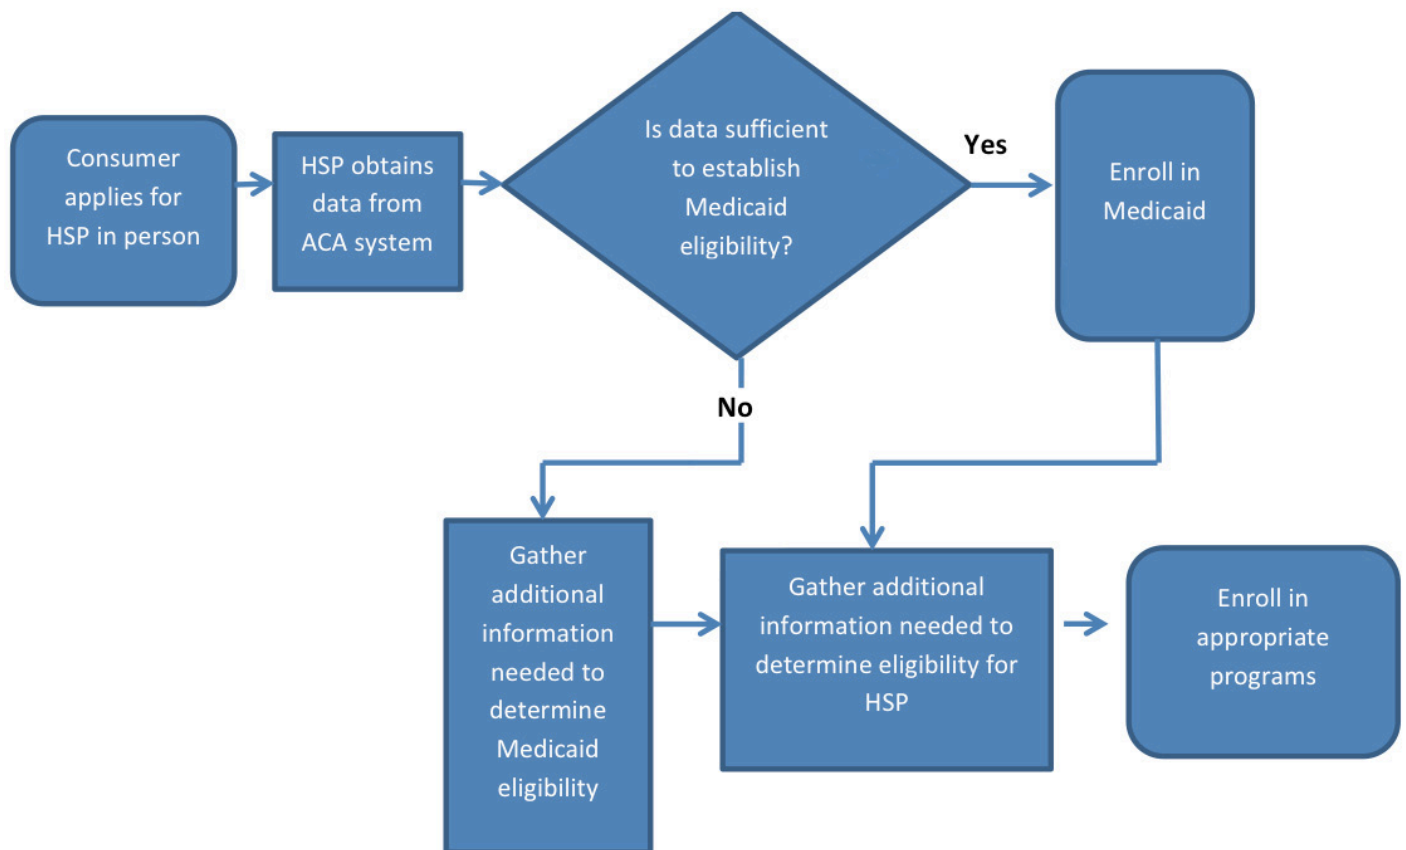 Consumer
applies for
HSP in person
HSP obtains
data from
ACA system
Is data sufficient
to establish
Medicaid
eligibility?
Yes
Enroll in
Medicaid
No
Gather
additional
information
needed to
determine
Medicaid
eligibility
Gather additional
information needed to
determine eligibility for
HSP
Enroll in
appropriate
programs